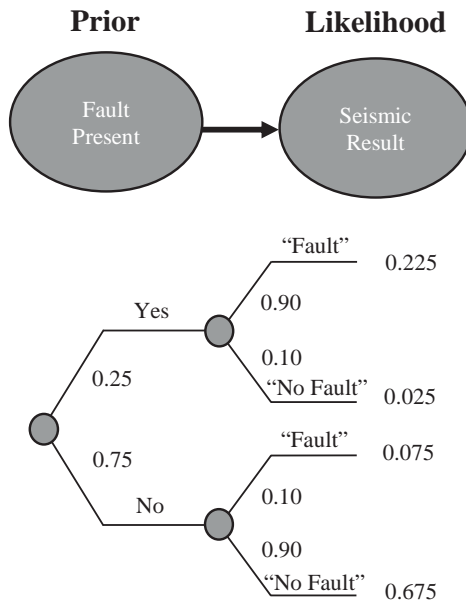 Prior
Likelihood
Fault
Present
Seismic
Result
“Fault”
0.225
Yes
0.90
0.10
0.25
“No Fault”
0.025
“Fault”
0.075
0.75
No
0.10
0.90
“No Fault”
0.675